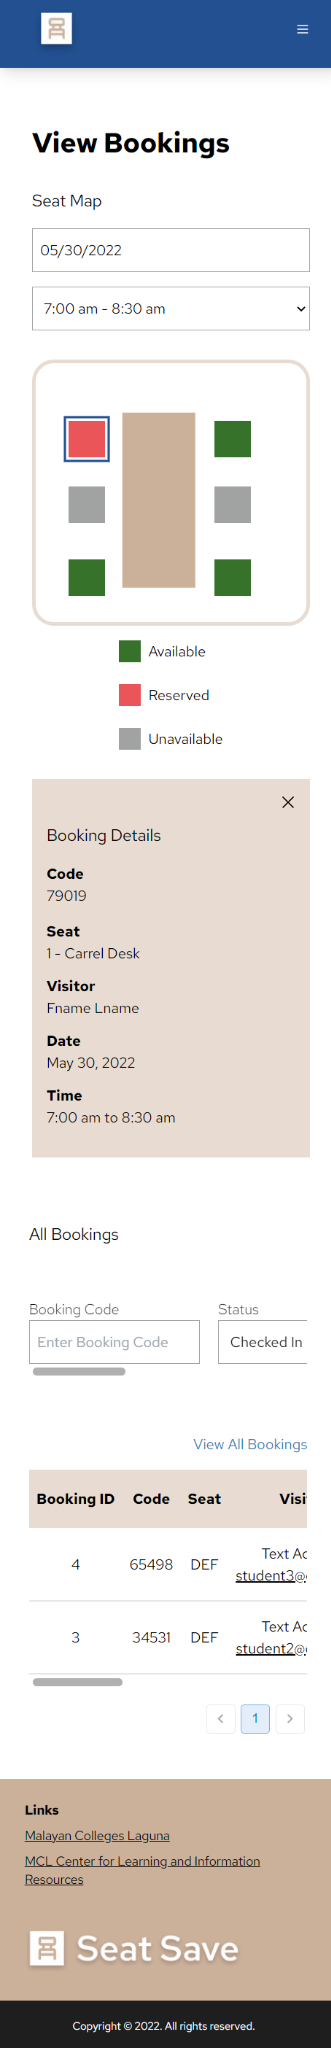 View Bookings
Seat Map
05/30/2022
7:00 am - 8:30 am
Available
Reserved
Unavailable
Booking Details
Code
79019
Seat
1 - Carrel Desk
Visitor
Fname Lname
Date
May 30, 2022
Time
7:00 am to 8:30 am
All Bookings
Booking Code Status
Enter Booking Code Checked In
View All Bookings
Booking ID Code Seat
4 65498 DEF Text
student3@
3 34531 DEF Text
student2@
1
Links
Malayan Colleges Laguna
MCL Center for Learning and Information
Resources
Seat Save
Copyright © 2022. All rights reserved.